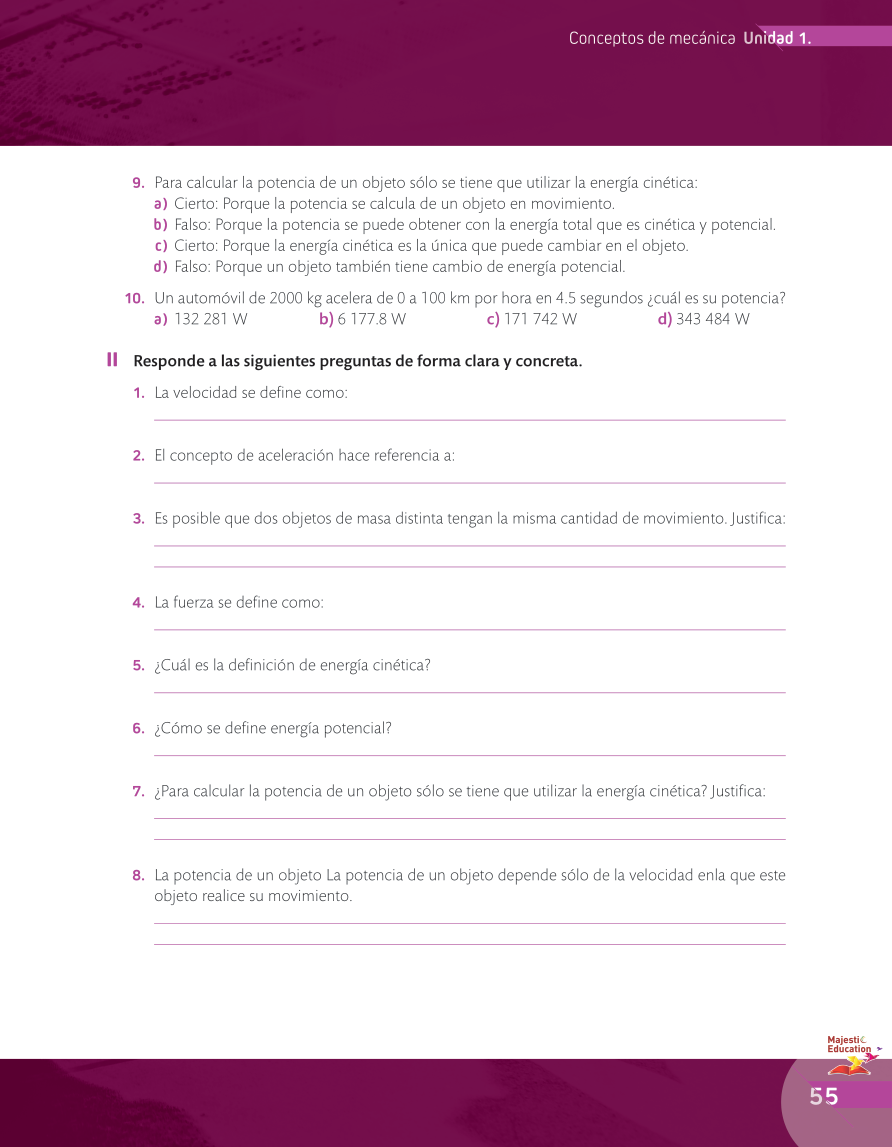 Conceptos de mecánica Unidad 1.
9. Para calcular la potencia de un objeto sólo se tiene que utilizar la energía cinética:
a) Cierto: Porque la potencia se calcula de un objeto en movimiento.
b) Falso: Porque la potencia se puede obtener con la energía total que es cinética y potencial.
c) Cierto: Porque la energía cinética es la única que puede cambiar en el objeto.
d) Falso: Porque un objeto también tiene cambio de energía potencial.
10. Un automóvil de 2000 kg acelera de 0 a 100 km por hora en 4.5 segundos ¿cuál es su potencia?
a) 132 281 W b) 6 177.8 W c) 171 742 W d) 343 484 W
II Responde a las siguientes preguntas de forma clara y concreta.
1. La velocidad se define como:
2. El concepto de aceleración hace referencia a:
3. Es posible que dos objetos de masa distinta tengan la misma cantidad de movimiento. Justifica:
4. La fuerza se define como:
5. ¿Cuál es la definición de energía cinética?
6. ¿Cómo se define energía potencial?
7. ¿Para calcular la potencia de un objeto sólo se tiene que utilizar la energía cinética? Justifica:
8. La potencia de un objeto La potencia de un objeto depende sólo de la velocidad enla que este
objeto realice su movimiento.
Majestic
Education
55